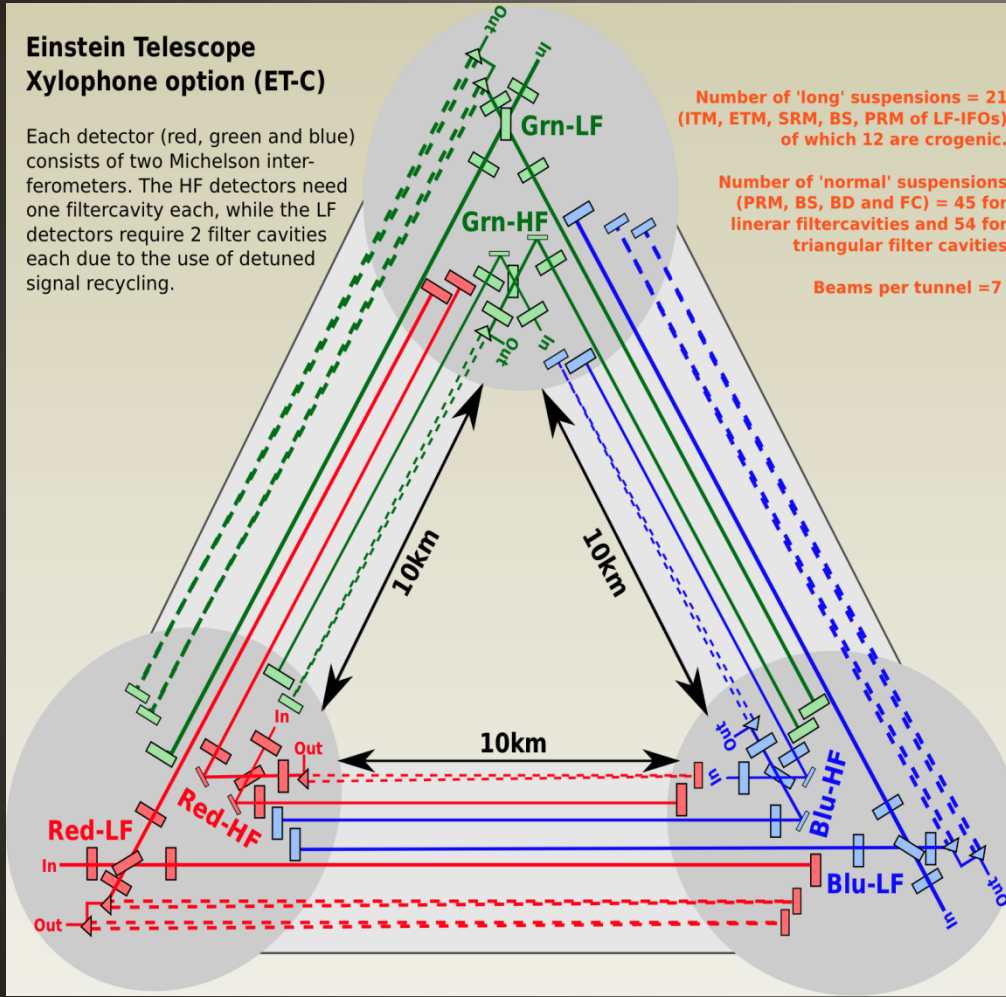 Einstein Telescope
Xylophone option (ET-C)
Each detector (red, green and blue)
consists of two Michelson inter-
ferometers. The HF detectors need
one filtercavity each, while the LF
detectors require 2 filter cavities
each due to the use of detuned
signal recycling.
Number of 'long' suspensions = 21
(ITM, ETM, SRM, BS, PRM of LF-IFOs)
of which 12 are crogenic.
Number of 'normal' suspensions
(PRM, BS, BD and FC) = 45 for
linerar filtercavities and 54 for
triangular filter cavities
Beams per tunnel =7
Out
In
Grn-LF
Grn-HF
Out
In
10km
10km
10km
In
Out
Red-HF
Red-LF
In
Out
Out
In
Blu-HF
Blu-LF
In
Out